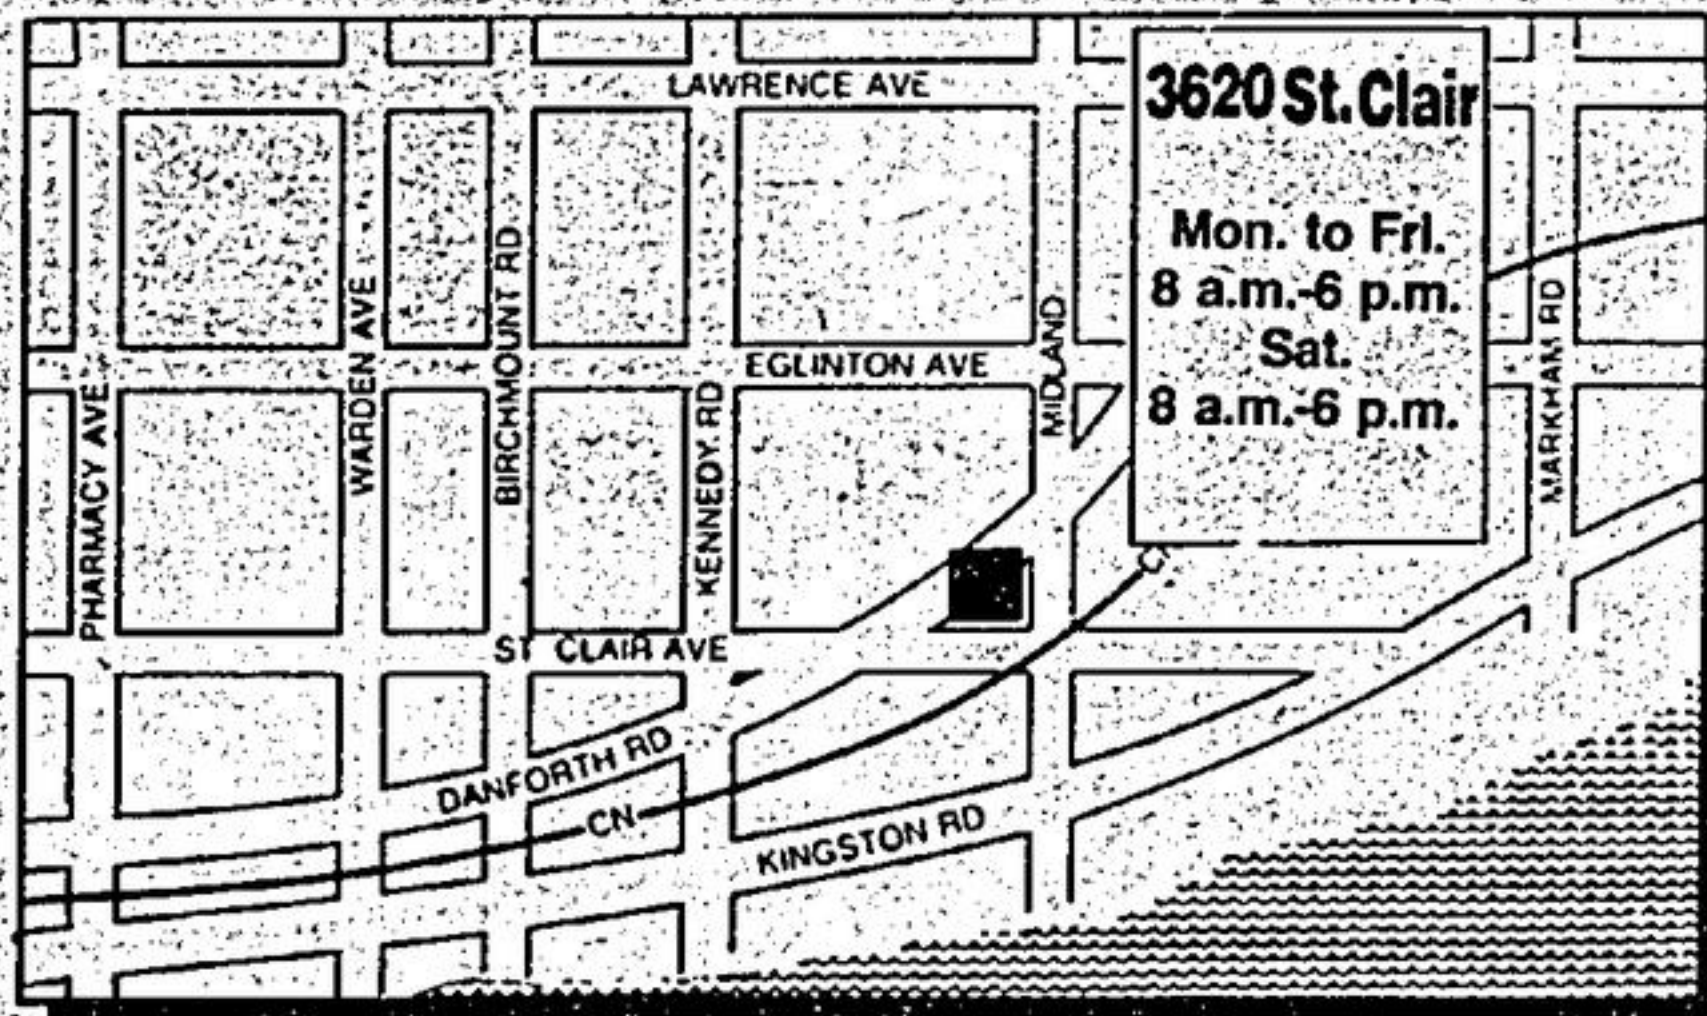 LAWRENCE AVE
3620 St. Clair
Mon. to Fri.
8 a.m.-6 p.m.
Sat.
8 a.m.-6 p.m.
EGLINTON AVE
PHARMACY AVE
WARDEN AVE
BIRCHMOUNT RD
KENNEDY RD
MIDLAND
MARKHAM RD
ST CLAIR AVE
DANFORTH RD
CN
KINGSTON RD